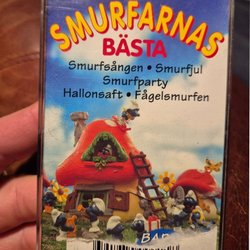 SMURFARNAS
BÄSTA
Smurfsången • Smurfjul
Smurfparty
Hallonsaft • Fågelsmurfen